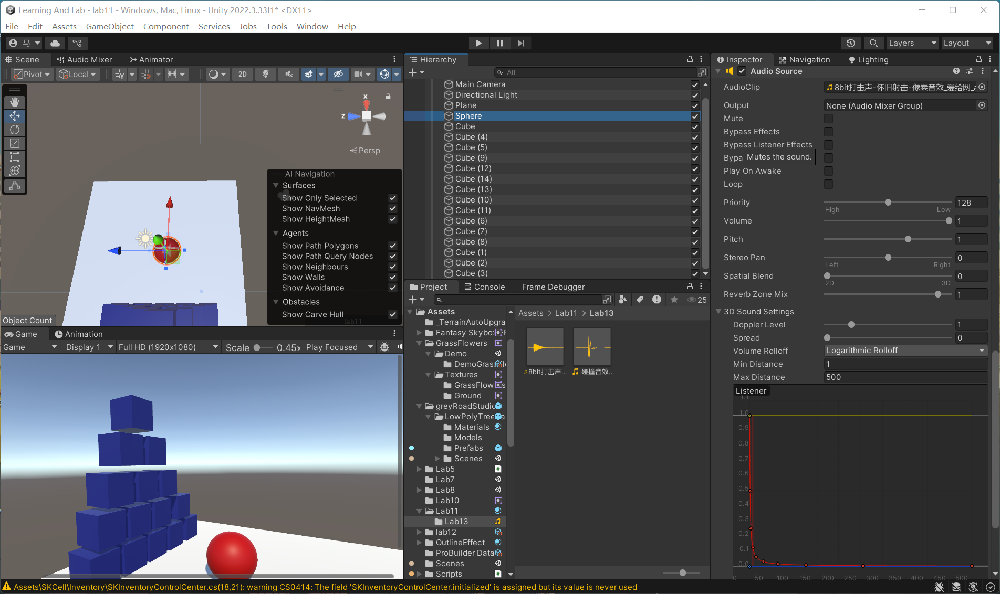 Learning And Lab - lab11 - Windows, Mac, Linux - Unity 2022.3.33f1* <DX11>
File Edit Assets GameObject Component Services Jobs Tools Window Help
马
Layers
Layout
Scene Audio Mixer Animator
Pivot Local 2D
x
z
Persp
AI Navigation
Surfaces
Show Only Selected
Show NavMesh
Show HeightMesh
Agents
Show Path Polygons
Show Path Query Nodes
Show Neighbours
Show Walls
Show Avoidance
Obstacles
Show Carve Hull
lab11
Object Count
Game Animation
Game Display 1 Full HD (1920x1080) Scale 0.45x Play Focused
Hierarchy
All
Main Camera
Directional Light
Plane
Sphere
Cube
Cube (4)
Cube (5)
Cube (9)
Cube (12)
Cube (14)
Cube (13)
Cube (10)
Cube (11)
Cube (6)
Cube (7)
Cube (8)
Cube (1)
Cube (2)
Cube (3)
Project Console Frame Debugger
25
Assets
_TerrainAutoUpgra
Fantasy Skybox F
GrassFlowers
Demo
DemoGras
Textures
GrassFlow
Ground
greyRoadStudi
LowPolyTree
Materials
Models
Prefabs
Scenes
Lab5
Lab7
Lab8
Lab10
Lab11
Lab13
lab12
OutlineEffect
ProBuilder Data
Scenes
Scripts
Assets > Lab11 > Lab13
8bit打击声...
碰撞音效...
Inspector Navigation Lighting
Audio Source
AudioClip 8bit打击声-怀旧射击-像素音效_爱给网_a
Output None (Audio Mixer Group)
Mute
Bypass Effects
Bypass Listener Effects
Bypa
Mutes the sound.
Play On Awake
Loop
Priority 128
High Low
Volume 1
Pitch 1
Stereo Pan 0
Left Right
Spatial Blend 0
2D 3D
Reverb Zone Mix 1
3D Sound Settings
Doppler Level 1
Spread 0
Volume Rolloff Logarithmic Rolloff
Min Distance 1
Max Distance 500
Listener
1.1
1.0
0.9
0.8
0.7
0.6
0.5
0.4
0.3
0.2
0.1
0.0
0 50 100 150 200 250 300 350 400 450 500
Assets\SKCell\Inventory\SKInventoryControlCenter.cs(18,21): warning CS0414: The field 'SKInventoryControlCenter.initialized' is assigned but its value is never used